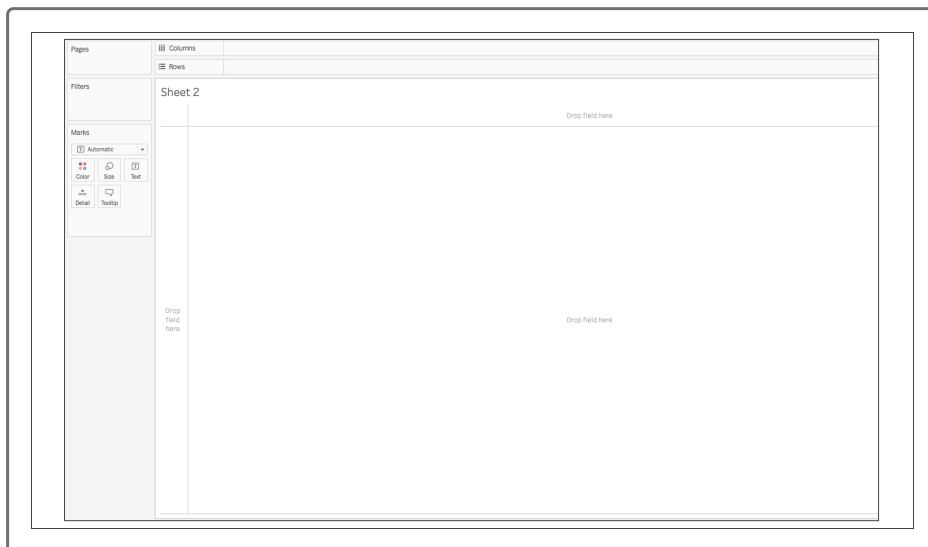 Pages
Columns
Rows
Filters
Sheet 2
Drop field here
Marks
Automatic
Color Size Text
Detail Tooltip
Drop
field
here
Drop field here